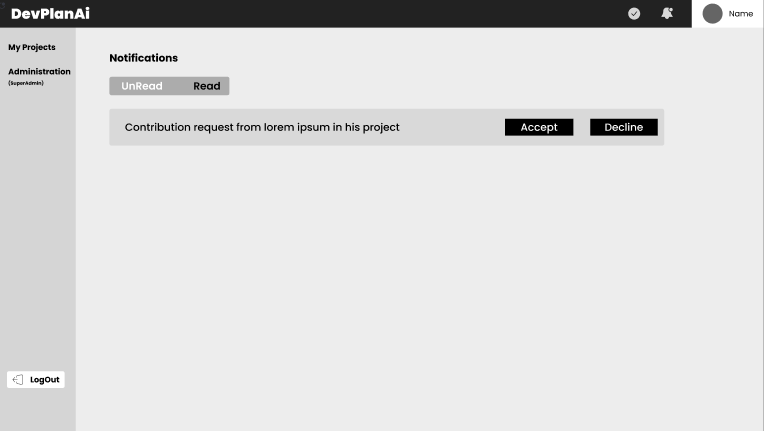 DevPlanAi
Name
My Projects
Administration
(SuperAdmin)
Notifications
UnRead Read
Contribution request from lorem ipsum in his project Accept Decline
LogOut